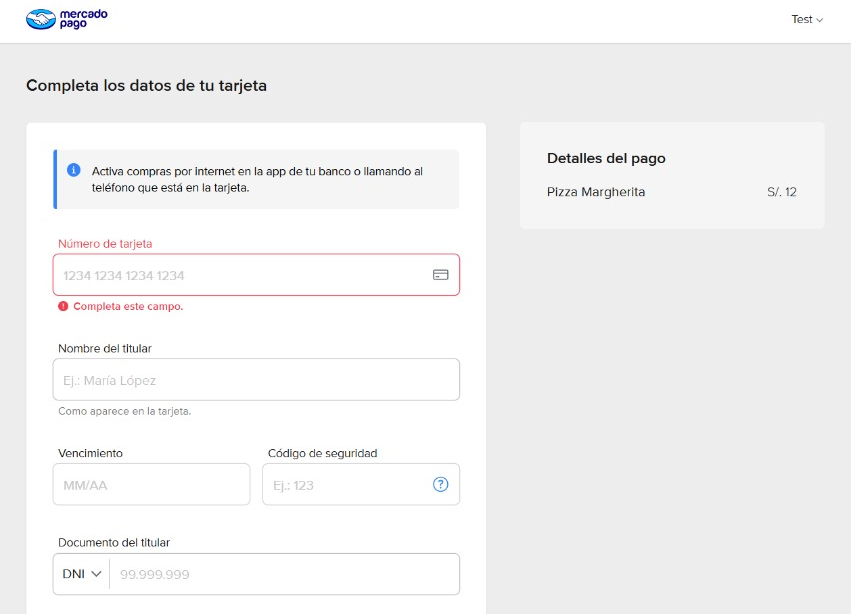 mercado
pago
Test
Completa los datos de tu tarjeta
Activa compras por internet en la app de tu banco o llamando al
teléfono que está en la tarjeta.
Número de tarjeta
1234 1234 1234 1234
Completa este campo.
Nombre del titular
Ej.: María López
Como aparece en la tarjeta.
Vencimiento
MM/AA
Código de seguridad
Ej.: 123
Documento del titular
DNI
99.999.999
Detalles del pago
Pizza Margherita
S/. 12